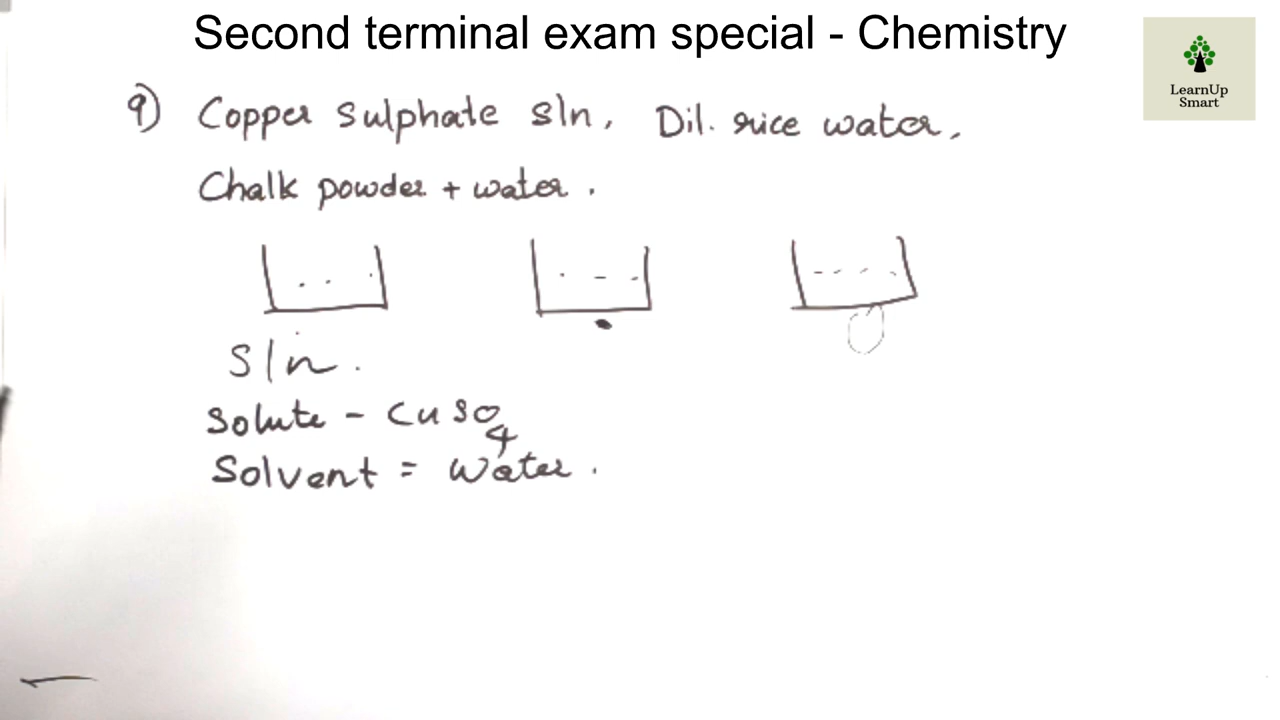 Second terminal exam special - Chemistry
LearnUp
Smart
9) Copper sulphate sln, Dil. rice water,
Chalk powder + water.
Sln.
Solute - CuSO4
Solvent = Water.